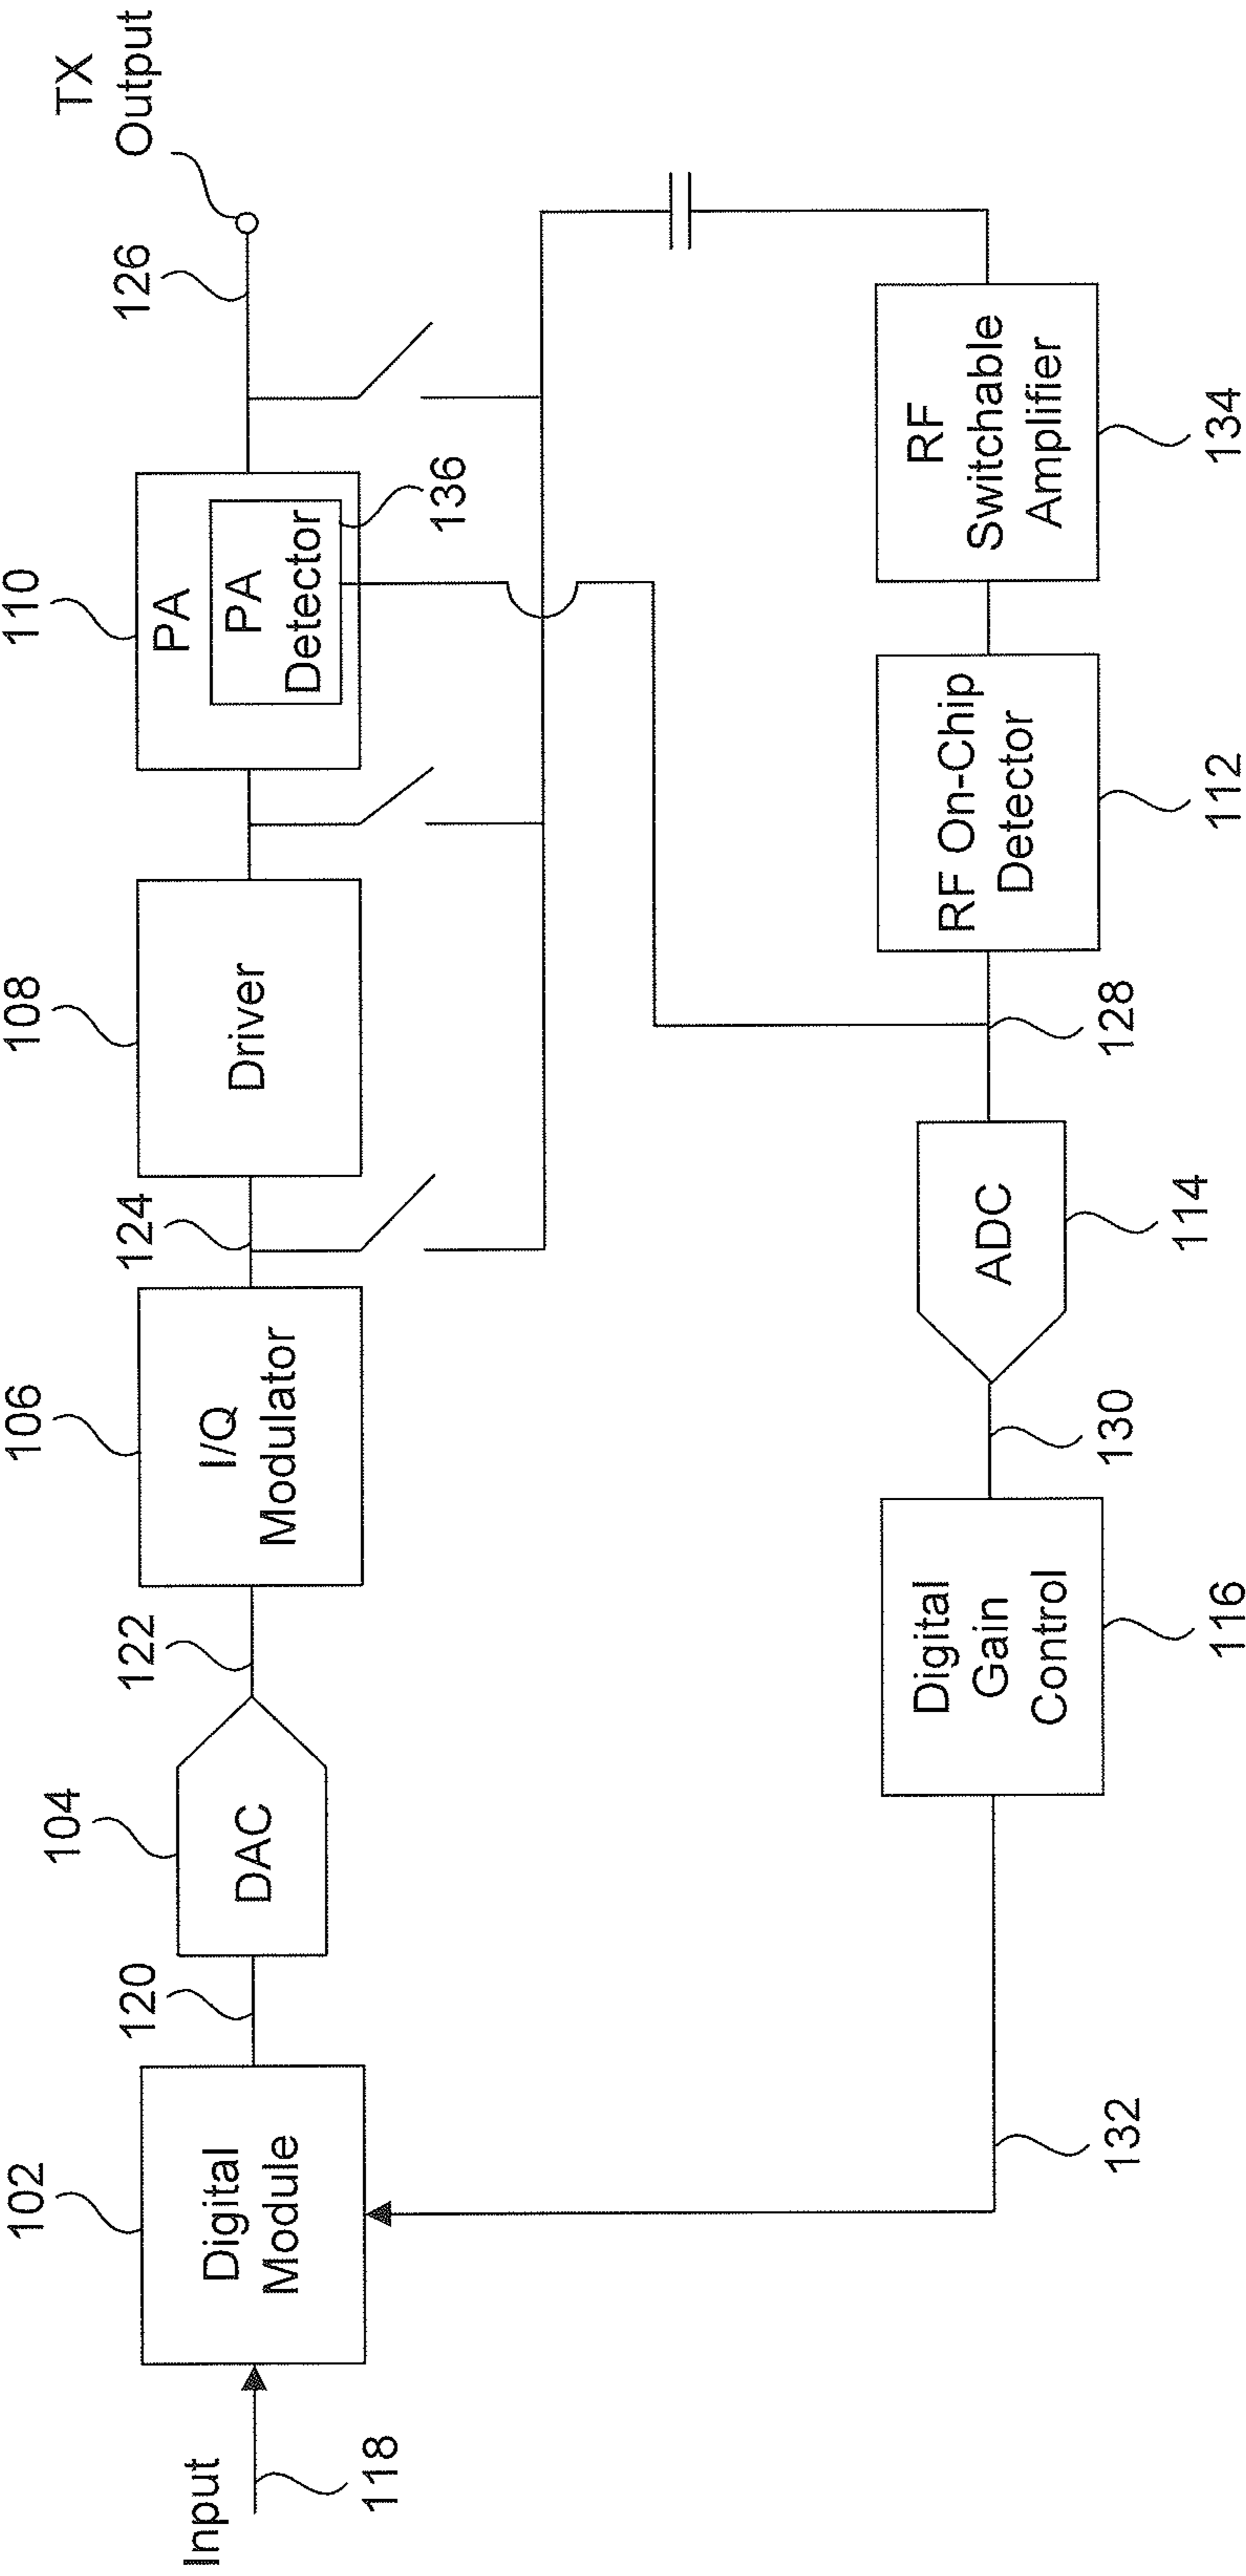 102
104
106
108
110
TX
Output
120
122
124
126
Input
Digital
Module
DAC
I/Q
Modulator
Driver
PA
PA
Detector
118
136
Digital
Gain
Control
ADC
RF On-Chip
Detector
RF
Switchable
Amplifier
132
130
128
116
114
112
134